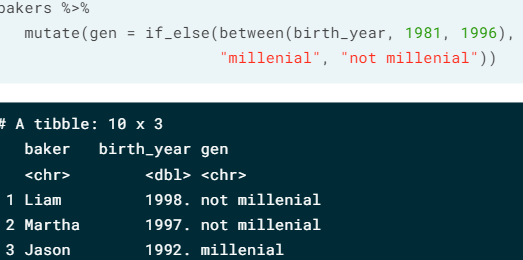 bakers %>%
mutate(gen = if_else(between(birth_year, 1981, 1996),
"millenial", "not millenial"))
# A tibble: 10 x 3
baker birth_year gen
<chr> <dbl> <chr>
1 Liam 1998. not millenial
2 Martha 1997. not millenial
3 Jason 1992. millenial